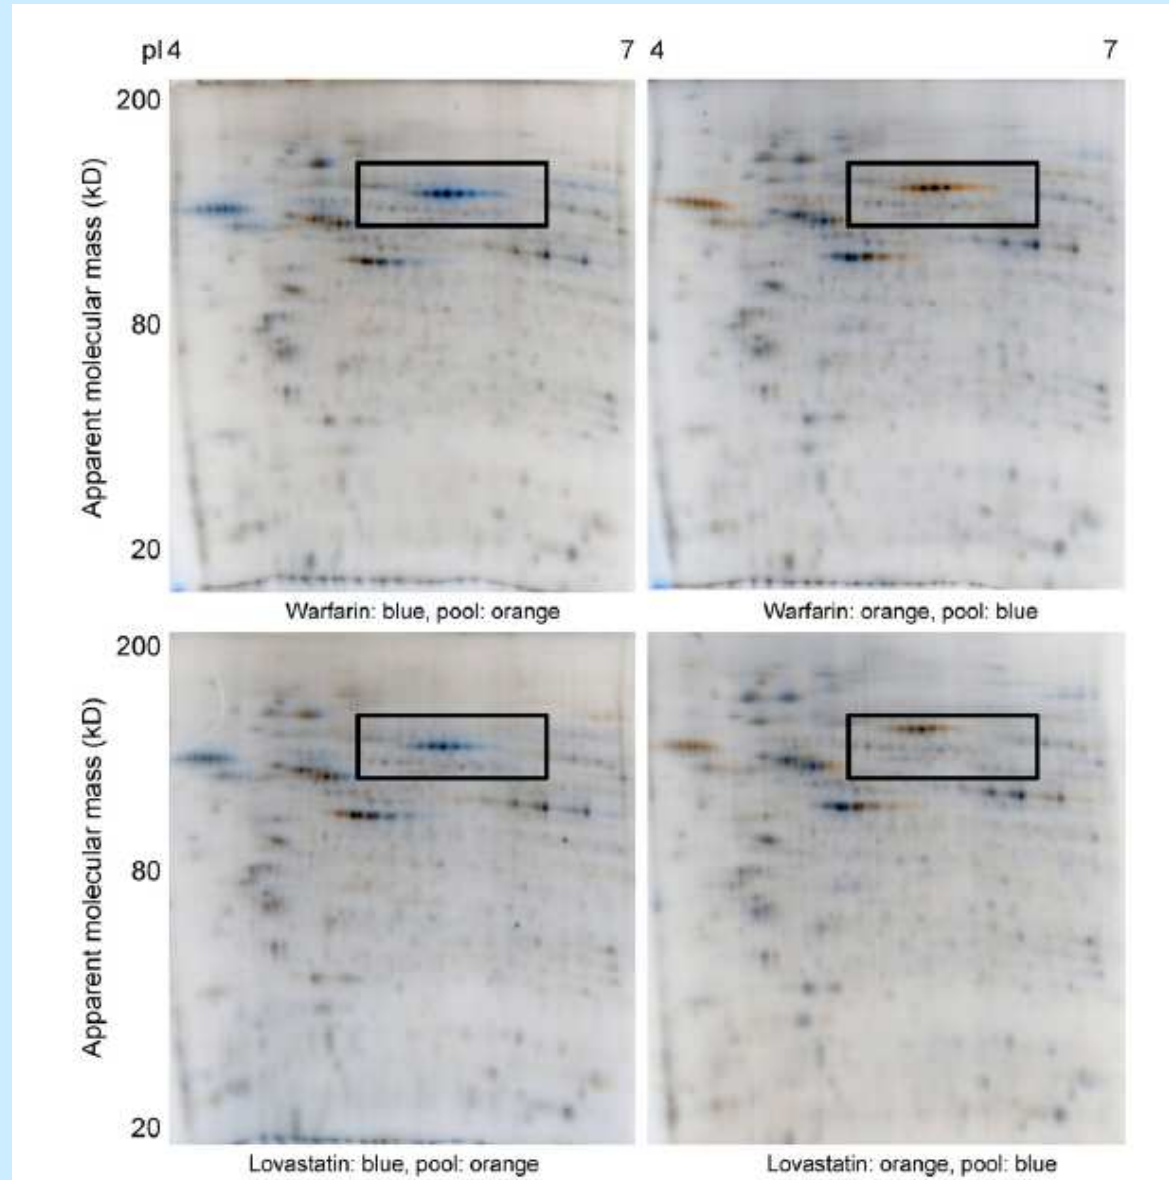 pI 4 7 4 7
200
Apparent molecular mass (kD)
80
20
Warfarin: blue, pool: orange Warfarin: orange, pool: blue
200
Apparent molecular mass (kD)
80
20
Lovastatin: blue, pool: orange Lovastatin: orange, pool: blue